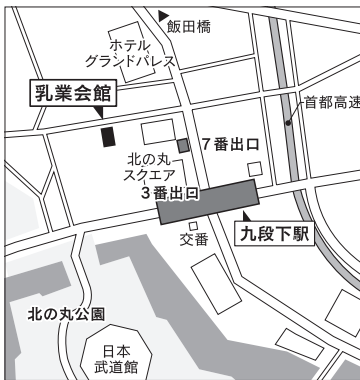 飯田橋
ホテル
グランドパレス
乳業会館
首都高速
7番出口
北の丸
スクエア
3番出口
九段下駅
交番
北の丸公園
日本
武道館